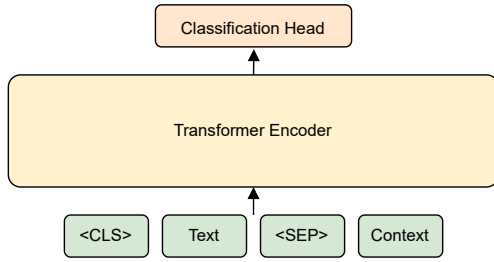 Classification Head
Transformer Encoder
<CLS> Text <SEP> Context